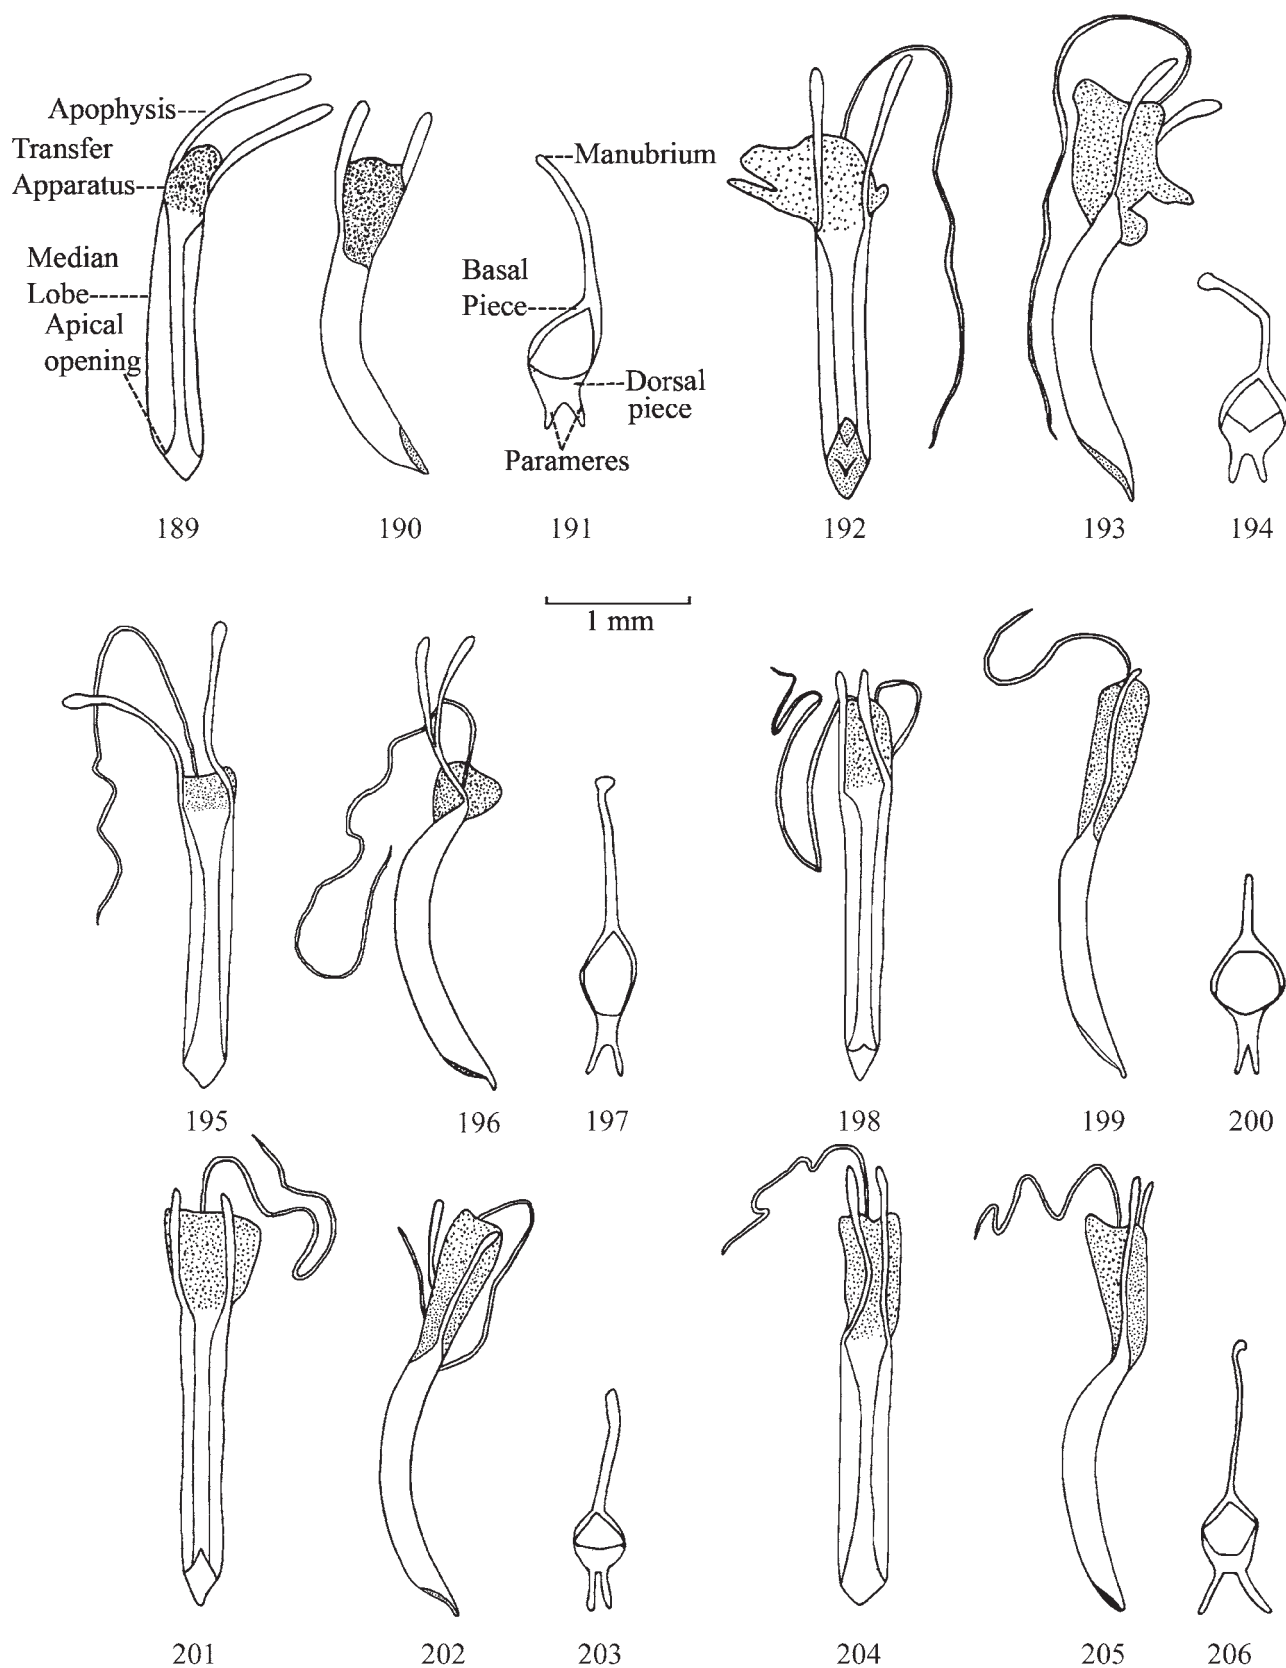 Apophysis
Transfer
Apparatus
Median
Lobe
Apical
opening
Manubrium
Basal
Piece
Dorsal
piece
Parameres
189 190 191 192 193 194
1 mm
195 196 197 198 199 200
201 202 203 204 205 206